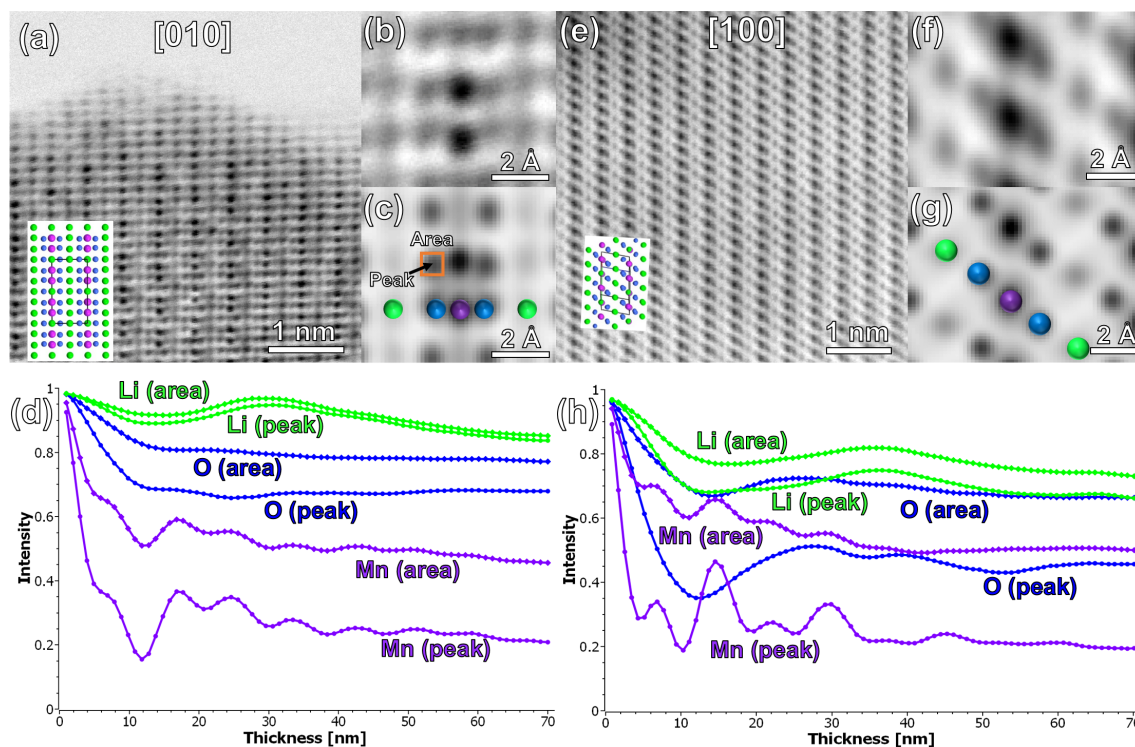 (a) [010]
1 nm
(b)
2 Å
(c)
Area
Peak
2 Å
(e) [100]
1 nm
(f)
2 Å
(g)
2 Å
(d)
1
0.8
0.6
0.4
0.2
Intensity
Li (area)
Li (peak)
O (area)
O (peak)
Mn (area)
Mn (peak)
0 10 20 30 40 50 60 70
Thickness [nm]
(h)
1
0.8
0.6
0.4
0.2
Intensity
Li (area)
Li (peak)
O (area)
Mn (area)
O (peak)
Mn (peak)
0 10 20 30 40 50 60 70
Thickness [nm]